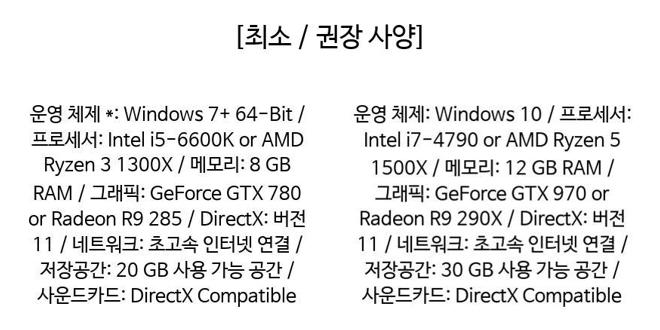 [최소 / 권장 사양]
운영 체제 *: Windows 7+ 64-Bit /
프로세서: Intel i5-6600K or AMD
Ryzen 3 1300X / 메모리: 8 GB
RAM / 그래픽: GeForce GTX 780
or Radeon R9 285 / DirectX: 버전
11 / 네트워크: 초고속 인터넷 연결 /
저장공간: 20 GB 사용 가능 공간 /
사운드카드: DirectX Compatible
운영 체제: Windows 10 / 프로세서:
Intel i7-4790 or AMD Ryzen 5
1500X / 메모리: 12 GB RAM /
그래픽: GeForce GTX 970 or
Radeon R9 290X / DirectX: 버전
11 / 네트워크: 초고속 인터넷 연결 /
저장공간: 30 GB 사용 가능 공간 /
사운드카드: DirectX Compatible